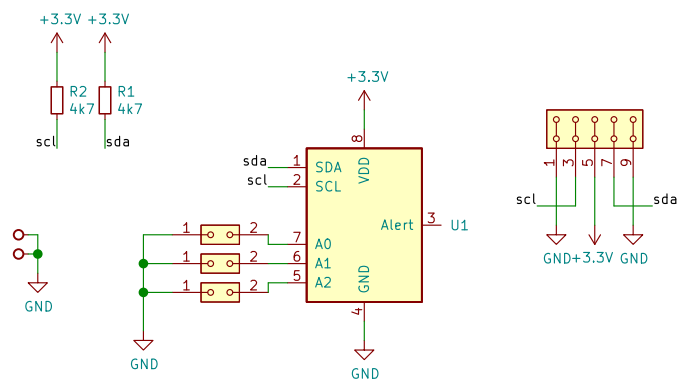 +3.3V +3.3V
R2 R1
4k7 4k7
scl sda
+3.3V
8
sda 1 SDA VDD
scl 2 SCL
Alert 3 U1
1 2
7 A0
1 2
6 A1
1 2
5 A2
GND
4
GND
GND
GND
1 3 5 7 9
scl sda
GND +3.3V GND